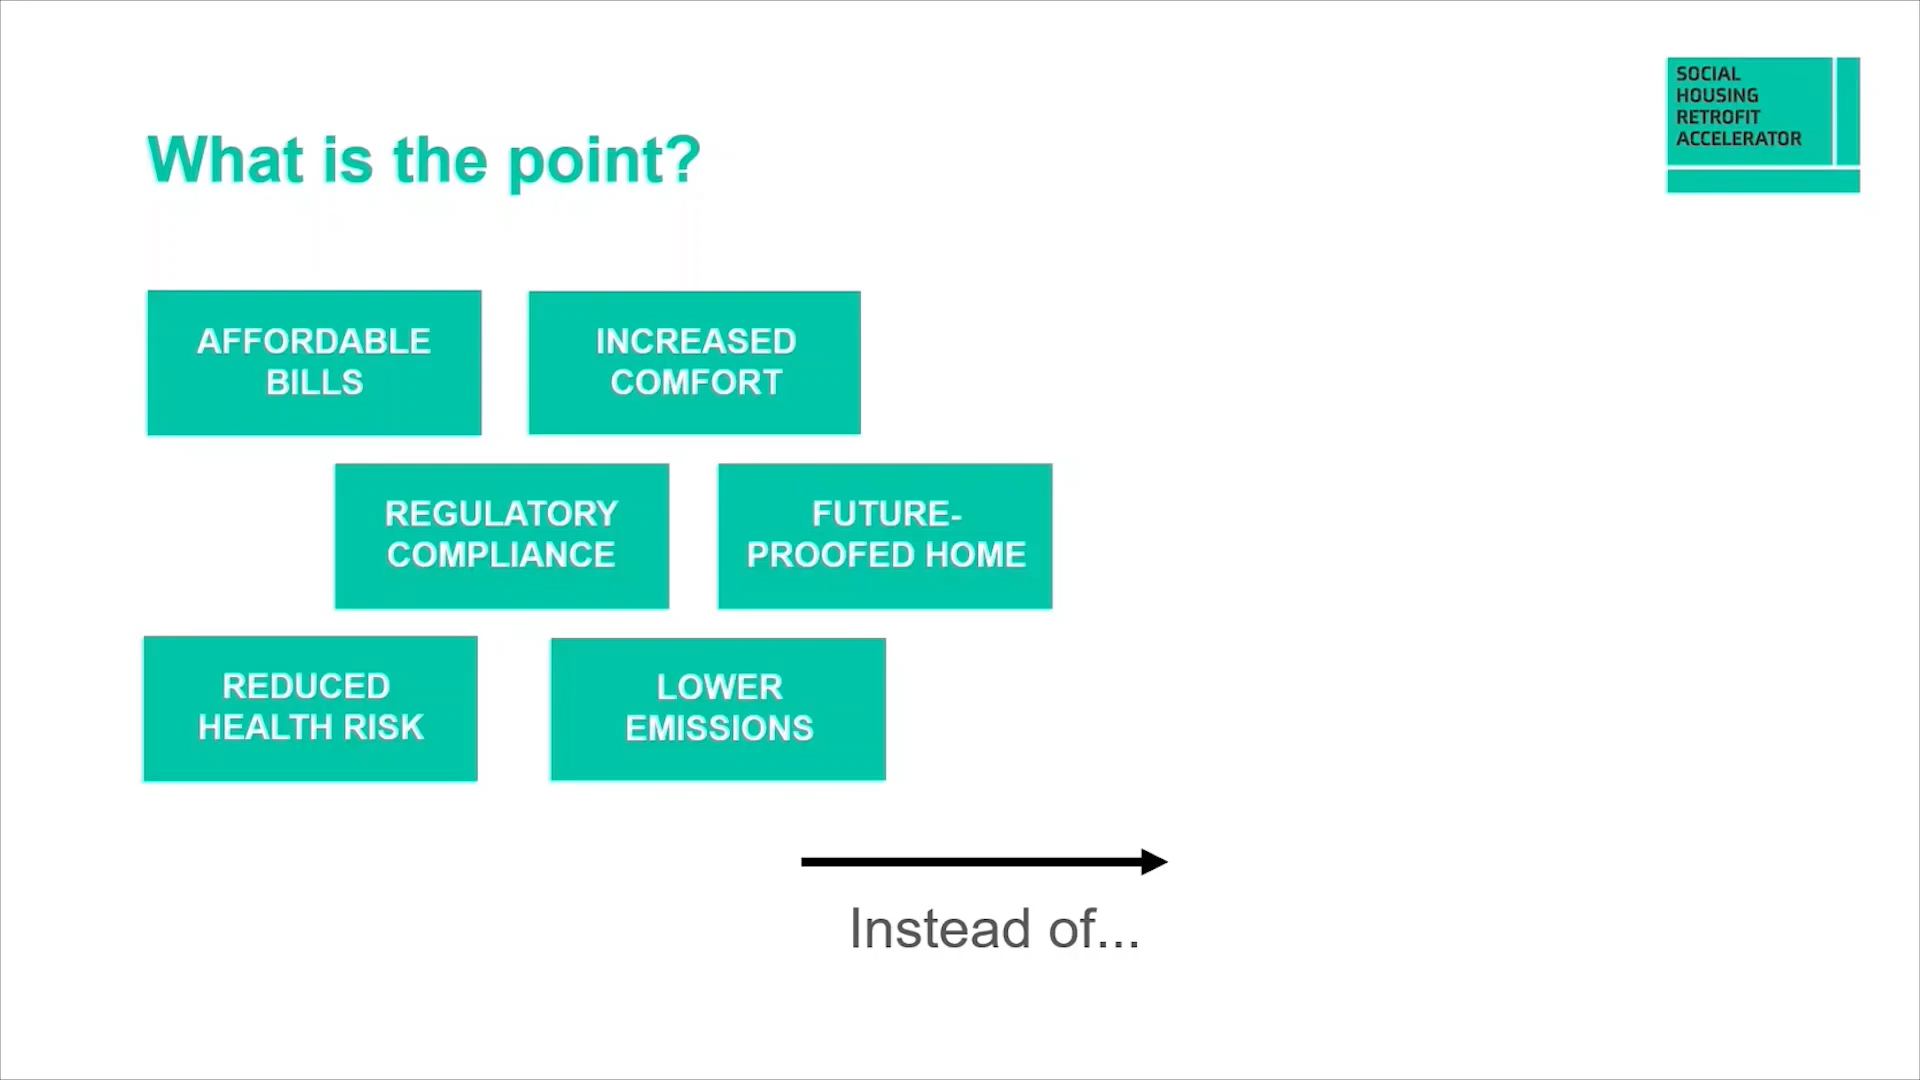 SOCIAL
HOUSING
RETROFIT
ACCELERATOR
What is the point?
AFFORDABLE
BILLS
INCREASED
COMFORT
REGULATORY
COMPLIANCE
FUTURE-
PROOFED HOME
REDUCED
HEALTH RISK
LOWER
EMISSIONS
Instead of...